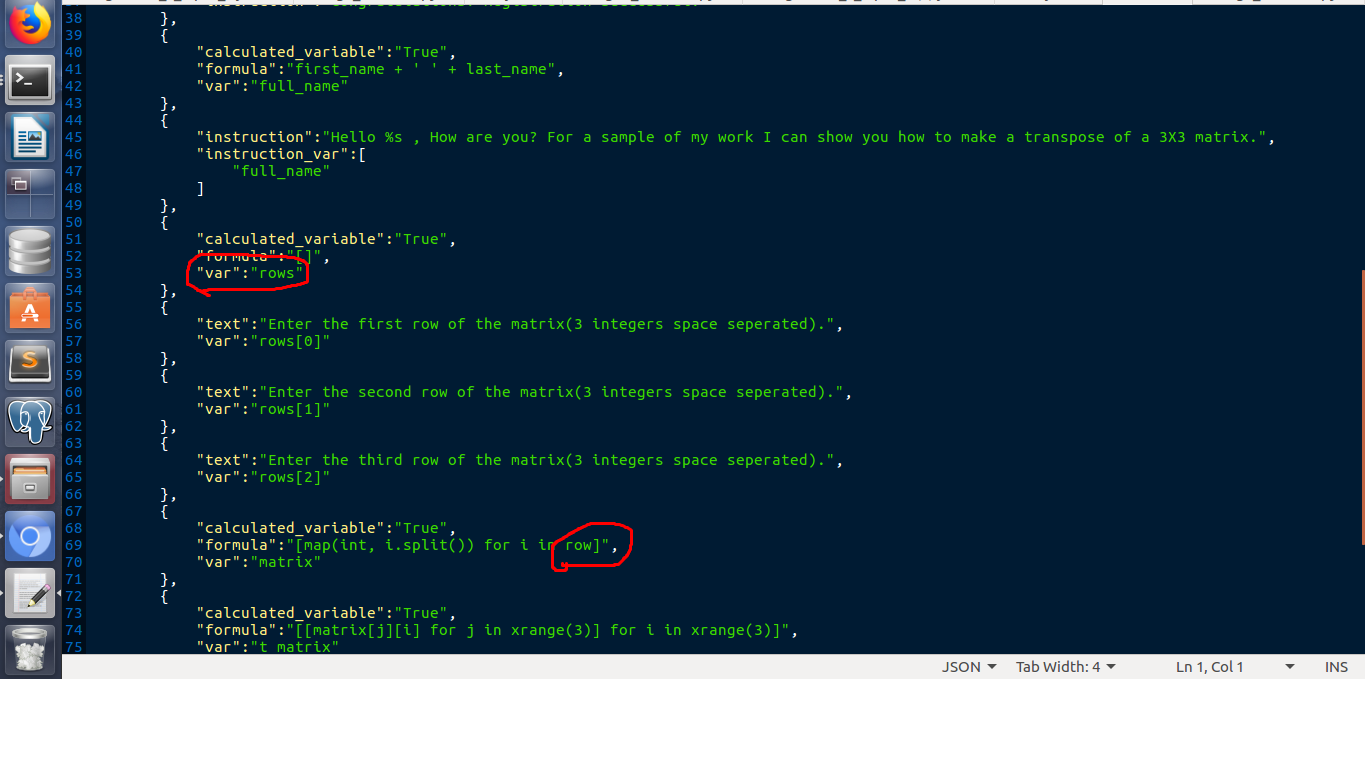 38 },
39 {
40 "calculated_variable":"True",
41 "formula":"first_name + ' ' + last_name",
42 "var":"full_name"
43 },
44 {
45 "instruction":"Hello %s , How are you? For a sample of my work I can show you how to make a transpose of a 3X3 matrix.",
46 "instruction_var":[
47 "full_name"
48 ]
49 },
50 {
51 "calculated_variable":"True",
52 "formula":"[]",
53 "var":"rows"
54 },
55 {
56 "text":"Enter the first row of the matrix(3 integers space seperated).",
57 "var":"rows[0]"
58 },
59 {
60 "text":"Enter the second row of the matrix(3 integers space seperated).",
61 "var":"rows[1]"
62 },
63 {
64 "text":"Enter the third row of the matrix(3 integers space seperated).",
65 "var":"rows[2]"
66 },
67 {
68 "calculated_variable":"True",
69 "formula":"[map(int, i.split()) for i in row]",
70 "var":"matrix"
71 },
72 {
73 "calculated_variable":"True",
74 "formula":"[[matrix[j][i] for j in xrange(3)] for i in xrange(3)]",
75 "var":"t_matrix"
JSON Tab Width: 4 Ln 1, Col 1 INS